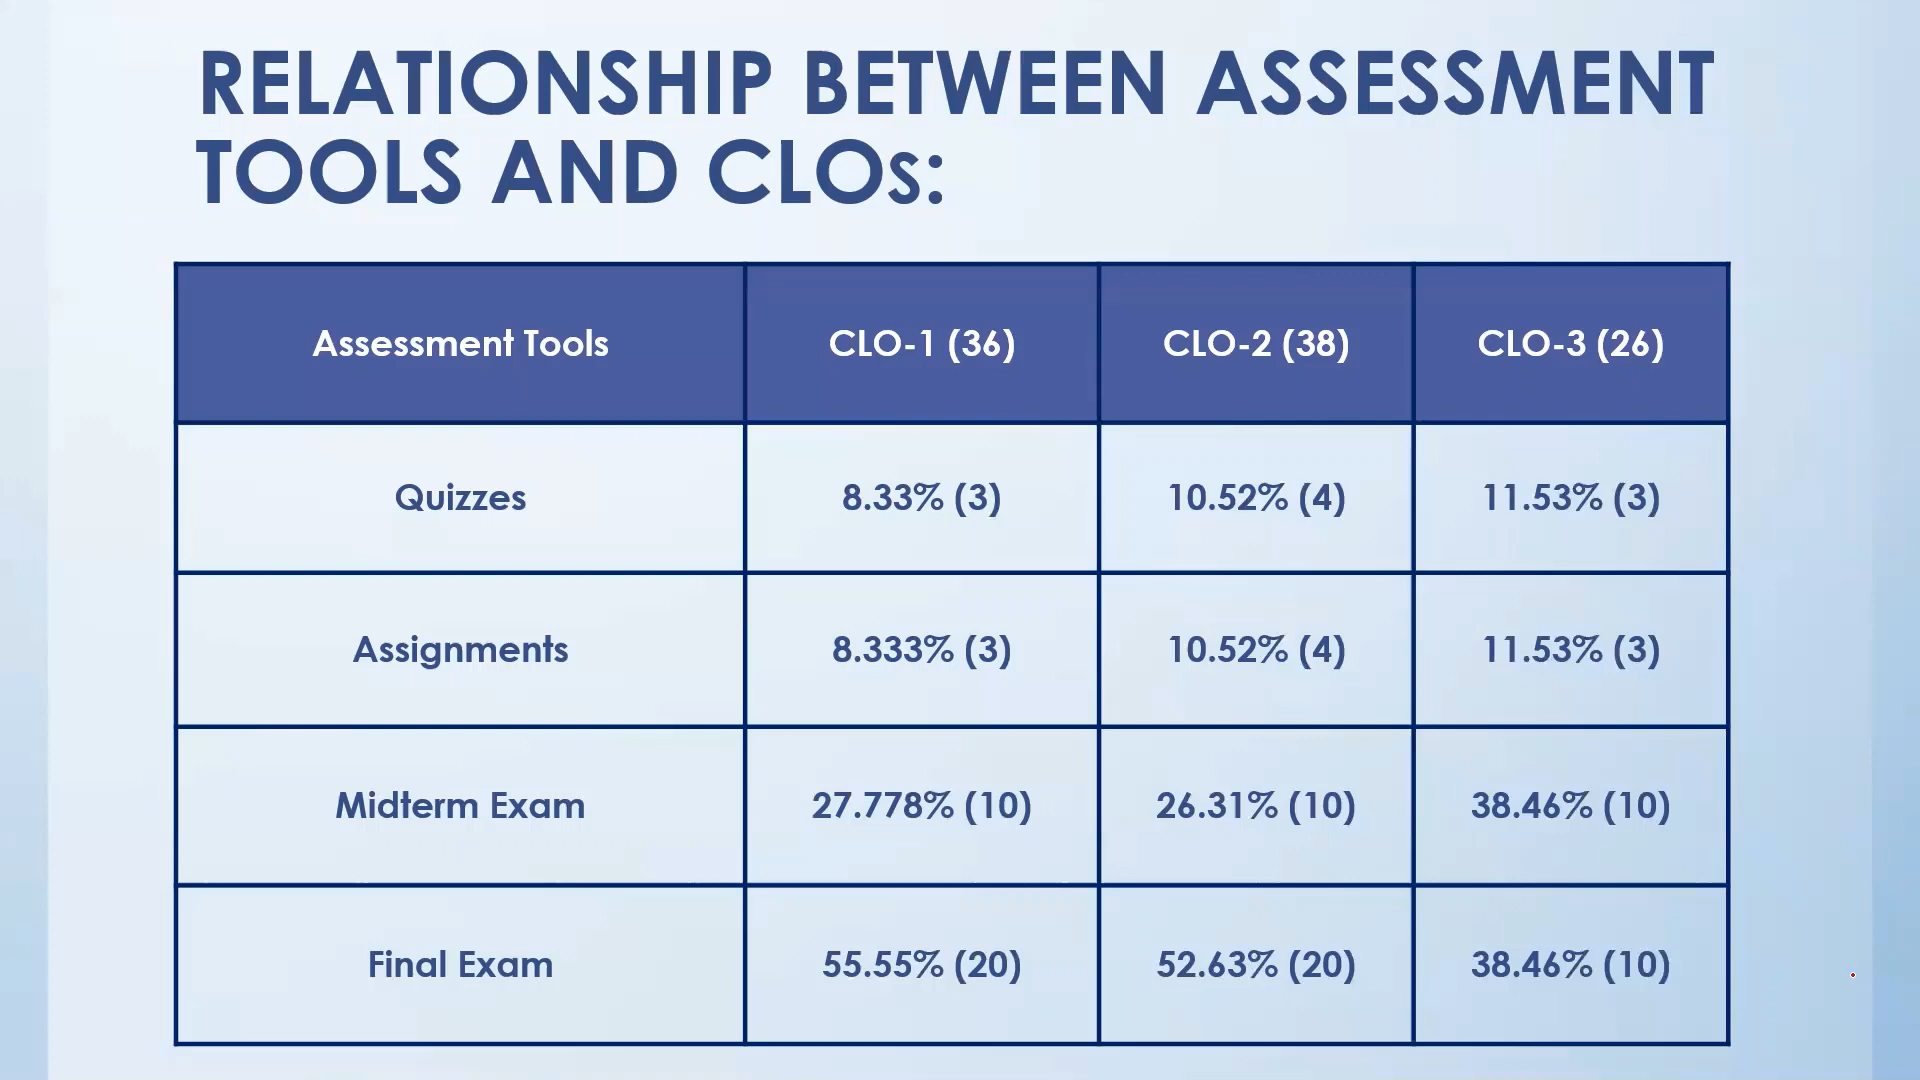 RELATIONSHIP BETWEEN ASSESSMENT
TOOLS AND CLOs:
Assessment Tools CLO-1 (36) CLO-2 (38) CLO-3 (26)
Quizzes 8.33% (3) 10.52% (4) 11.53% (3)
Assignments 8.333% (3) 10.52% (4) 11.53% (3)
Midterm Exam 27.778% (10) 26.31% (10) 38.46% (10)
Final Exam 55.55% (20) 52.63% (20) 38.46% (10)